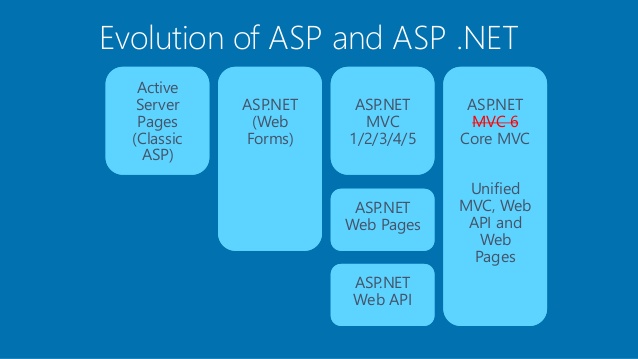 Evolution of ASP and ASP .NET
Active
Server
Pages
(Classic
ASP)
ASP.NET
(Web
Forms)
ASP.NET
MVC
1/2/3/4/5
ASP.NET
Web Pages
ASP.NET
Web API
ASP.NET
MVC 6
Core MVC
Unified
MVC, Web
API and
Web
Pages